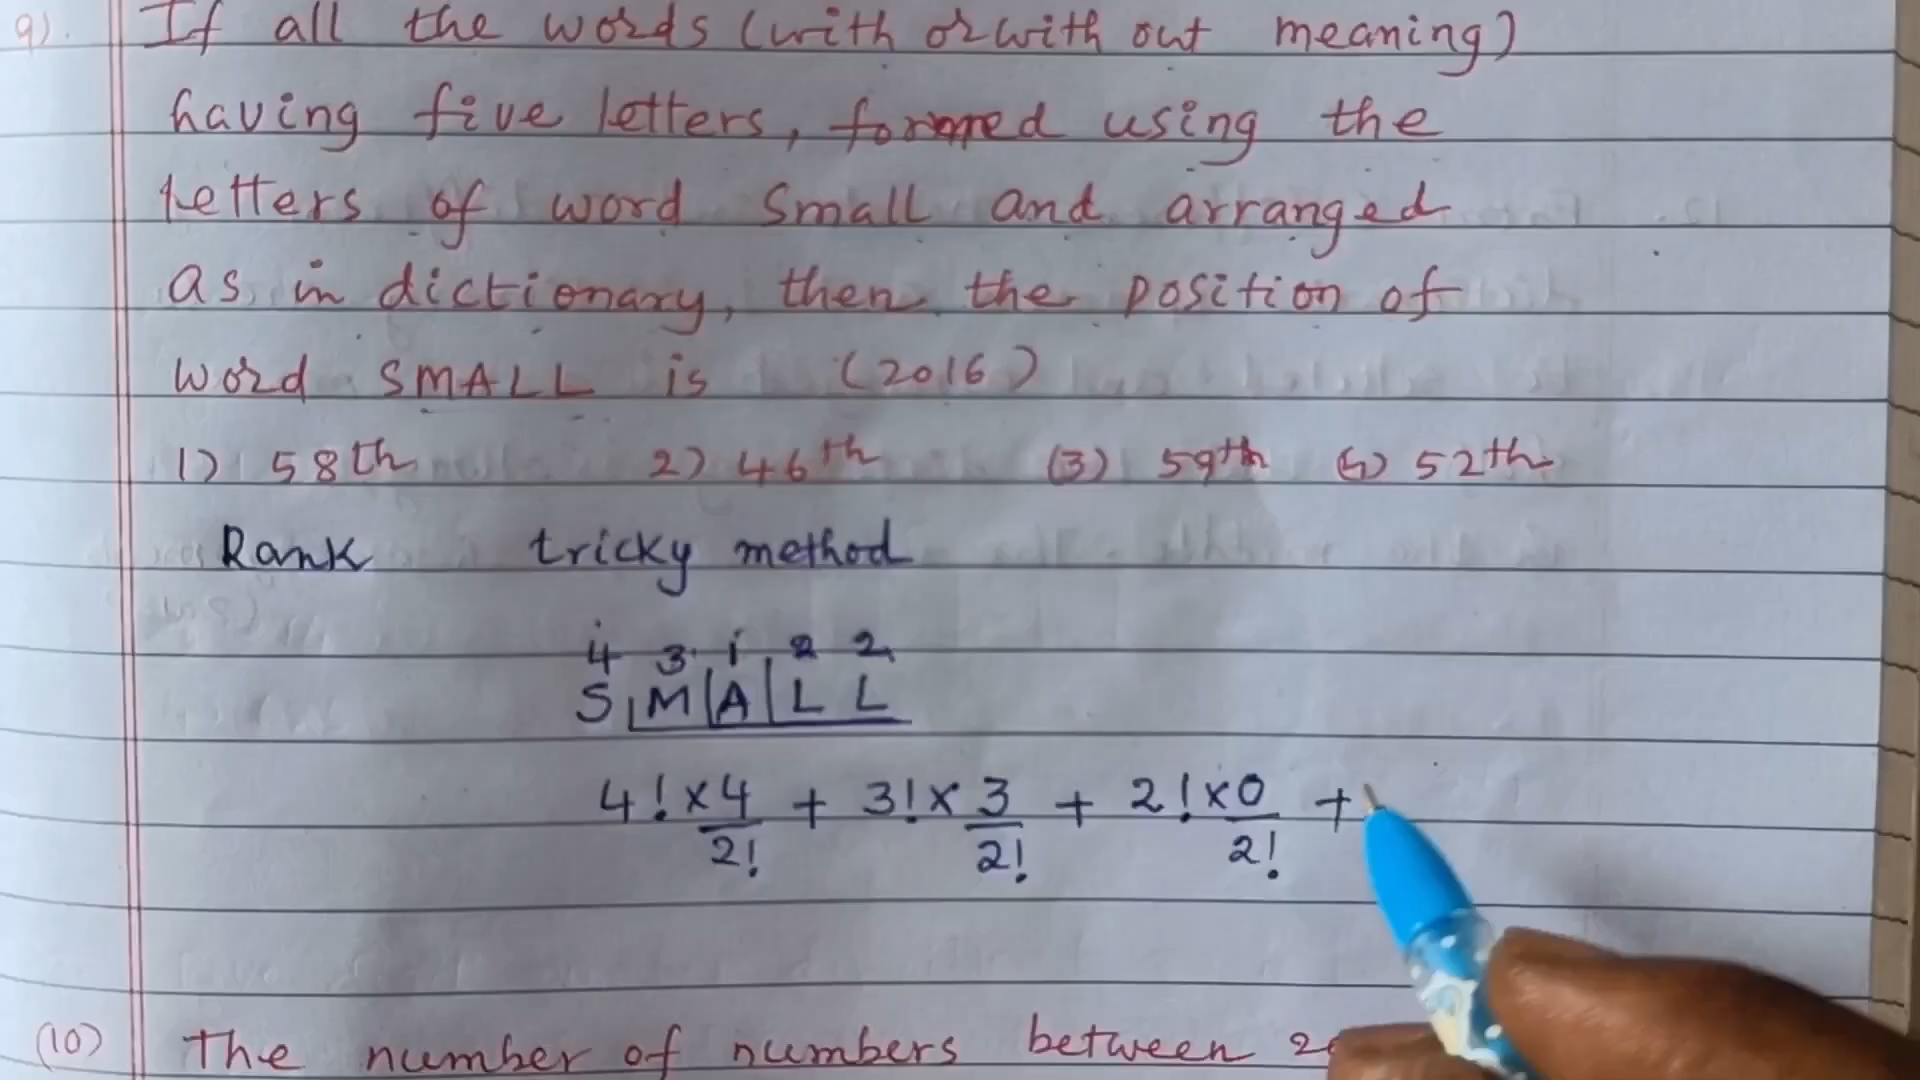 9). If all the words (with or with out meaning)
having five letters, formed using the
letters of word small and arranged
as in dictionary, then the position of
word SMALL is (2016)
1) 58th 2) 46th (3) 59th (4) 52th
Rank tricky method
4 3 1 2 2
S M A L L
4! × 4/2! + 3! × 3/2! + 2! × 0/2! +
(10) The number of numbers between